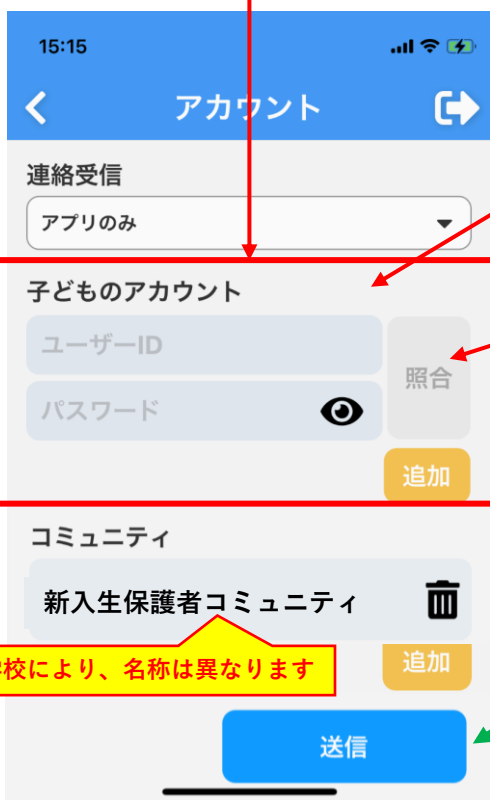 15:15
アカウント
連絡受信
アプリのみ
子どものアカウント
ユーザーID
パスワード
照合
追加
コミュニティ
新入生保護者コミュニティ
校により、名称は異なります
追加
送信